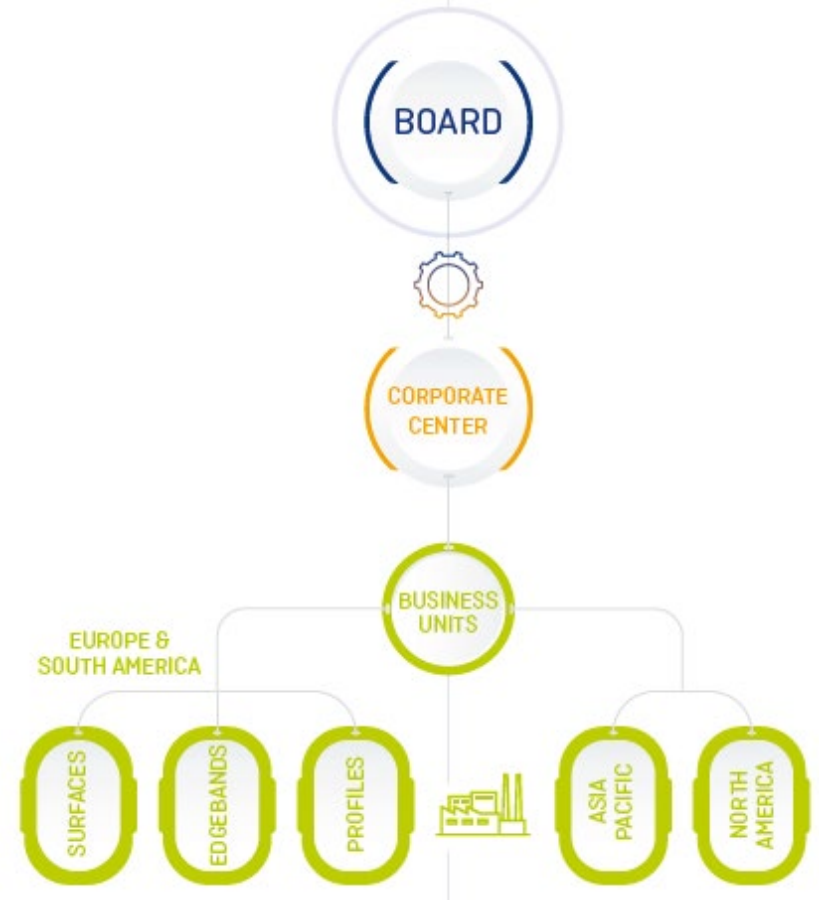 BOARD
CORPORATE
CENTER
BUSINESS
UNITS
EUROPE &
SOUTH AMERICA
SURFACES
EDGEBANDS
PROFILES
ASIA
PACIFIC
NORTH
AMERICA